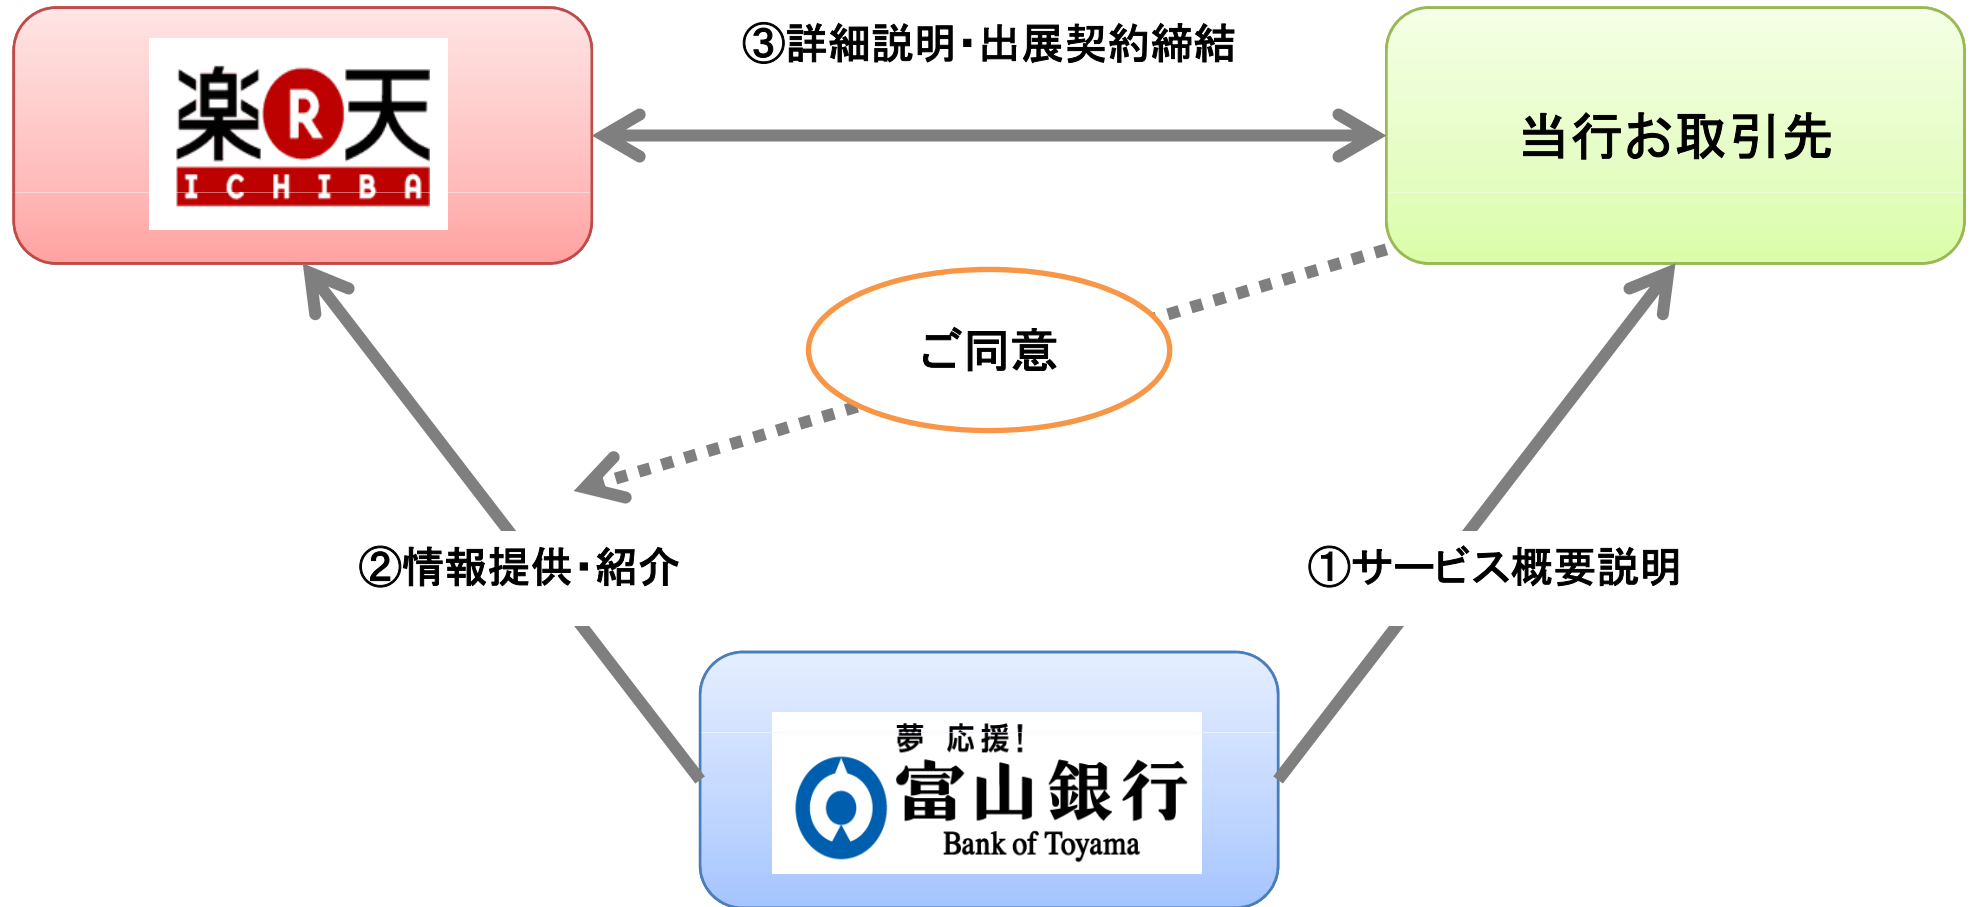 ③詳細説明・出展契約締結
楽R天
ICHIBA
当行お取引先
ご同意
②情報提供・紹介
①サービス概要説明
夢 応援!
富山銀行
Bank of Toyama